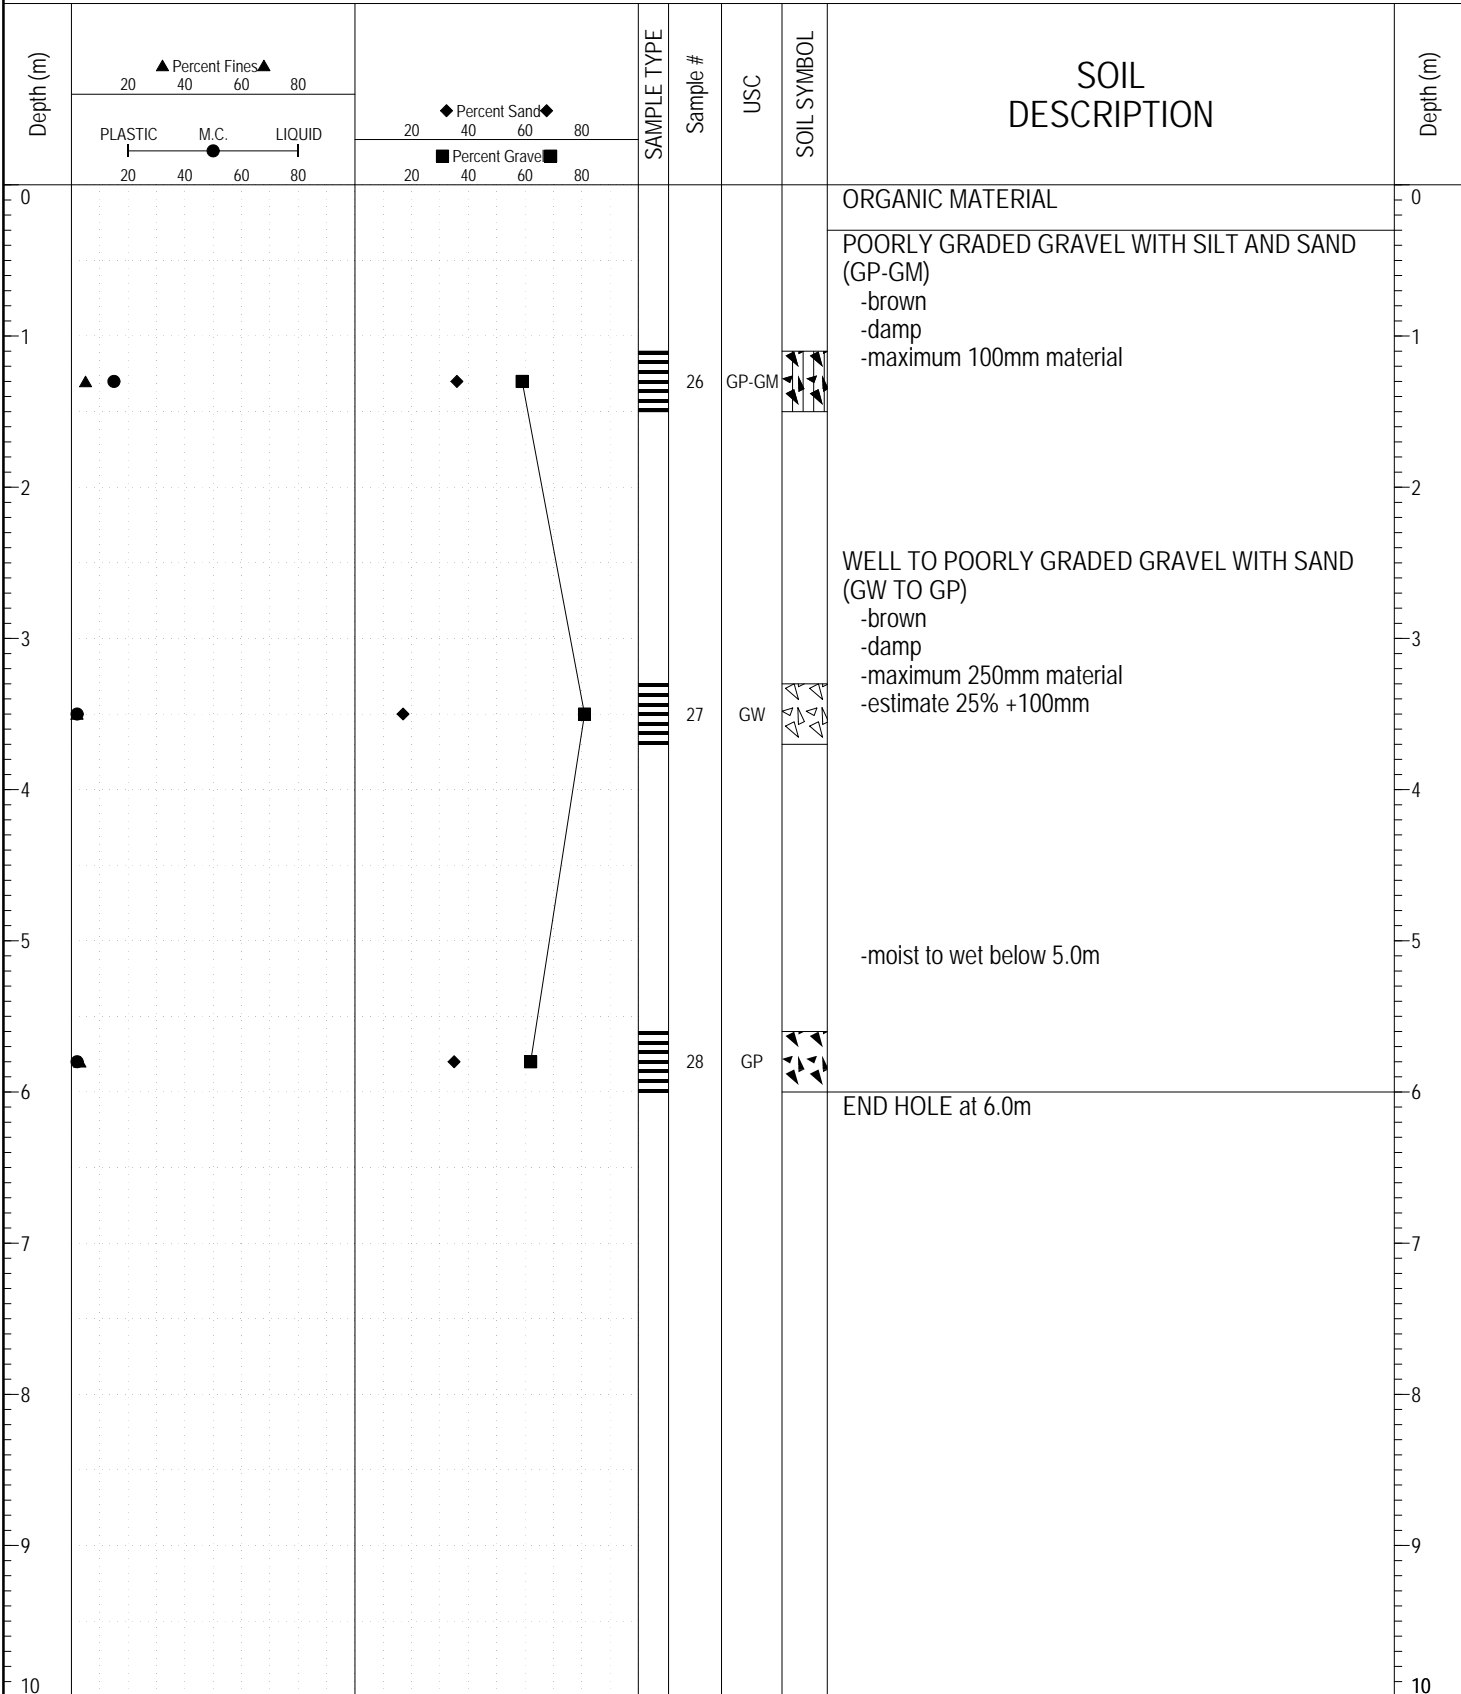 Depth (m)
▲ Percent Fines▲
20 40 60 80
PLASTIC M.C. LIQUID
20 40 60 80
◆ Percent Sand◆
20 40 60 80
■ Percent Gravel■
20 40 60 80
SAMPLE TYPE
Sample #
USC
SOIL SYMBOL
SOIL
DESCRIPTION
Depth (m)
0 ORGANIC MATERIAL 0
POORLY GRADED GRAVEL WITH SILT AND SAND
(GP-GM)
-brown
-damp
1 1
-maximum 100mm material
26 GP-GM
2 2
WELL TO POORLY GRADED GRAVEL WITH SAND
(GW TO GP)
-brown
-damp
3 3
-maximum 250mm material
-estimate 25% +100mm
27 GW
4 4
5 5
-moist to wet below 5.0m
28 GP
6 6
END HOLE at 6.0m
7 7
8 8
9 9
10 10